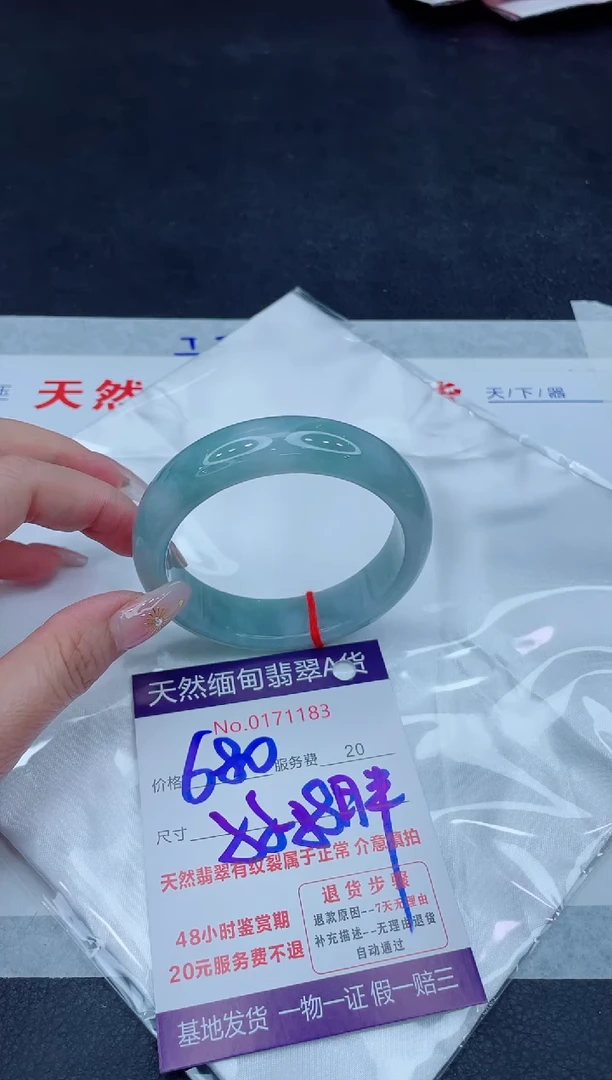 天然
天/下/器
天然缅甸翡翠A货
No.0171183
价格 680 服务费 20
尺寸
天然翡翠有纹裂属于正常 介意慎拍
48小时鉴赏期
20元服务费不退
退货步骤
退款原因--7天无理由
补充描述--无理由退货
自动通过
基地发货 一物一证 假一赔三